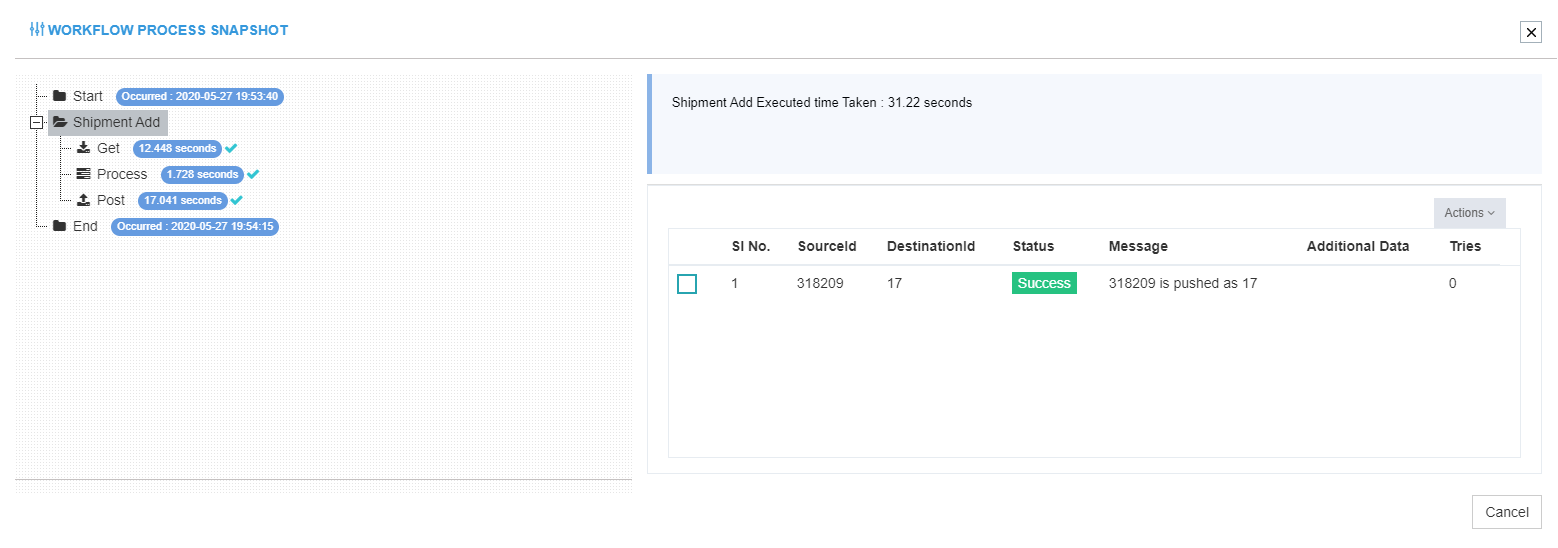 WORKFLOW PROCESS SNAPSHOT
Start Occurred : 2020-05-27 19:53:40
Shipment Add
Get 12.448 seconds
Process 1.728 seconds
Post 17.041 seconds
End Occurred : 2020-05-27 19:54:15
Shipment Add Executed time Taken : 31.22 seconds
Actions
Sl No. SourceId DestinationId Status Message Additional Data Tries
1 318209 17 Success 318209 is pushed as 17 0
Cancel